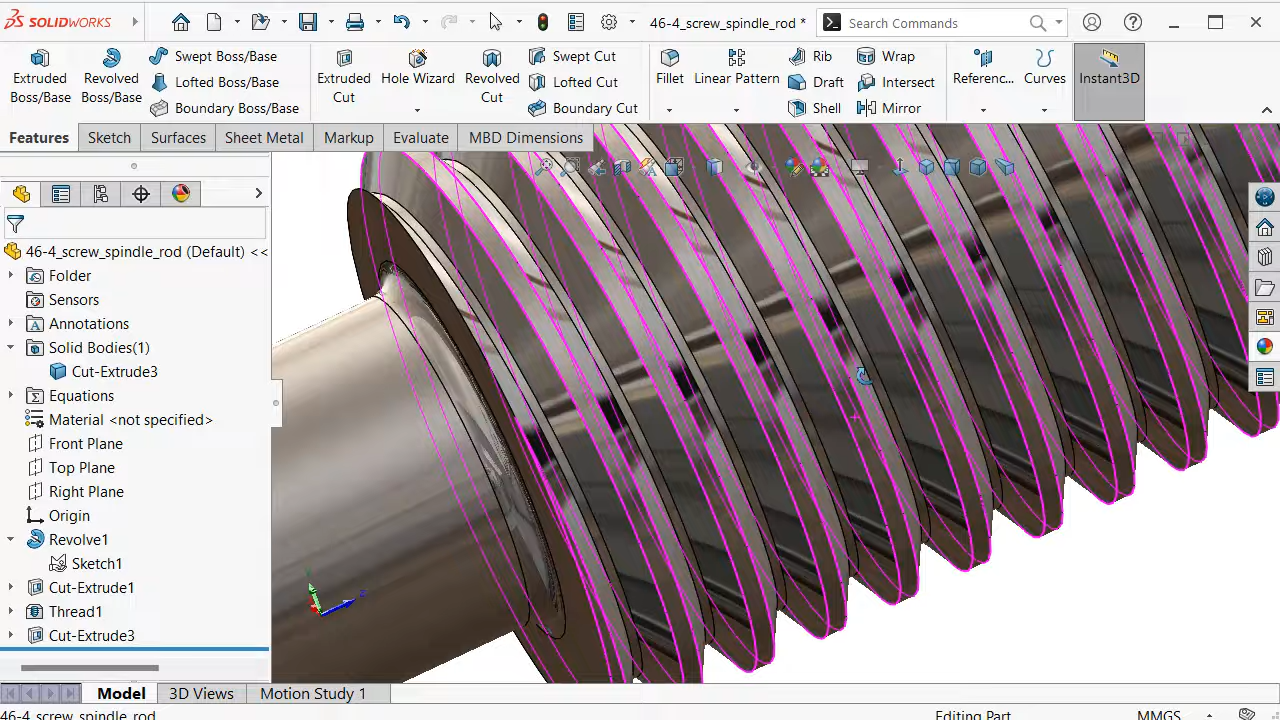 SOLIDWORKS
46-4_screw_spindle_rod *
Search Commands
Extruded Boss/Base
Revolved Boss/Base
Swept Boss/Base
Lofted Boss/Base
Boundary Boss/Base
Extruded Cut
Hole Wizard
Revolved Cut
Swept Cut
Lofted Cut
Boundary Cut
Fillet
Linear Pattern
Rib
Draft
Shell
Wrap
Intersect
Mirror
Referenc...
Curves
Instant3D
Features
Sketch
Surfaces
Sheet Metal
Markup
Evaluate
MBD Dimensions
46-4_screw_spindle_rod (Default) <<
Folder
Sensors
Annotations
Solid Bodies(1)
Cut-Extrude3
Equations
Material <not specified>
Front Plane
Top Plane
Right Plane
Origin
Revolve1
Sketch1
Cut-Extrude1
Thread1
Cut-Extrude3
Model
3D Views
Motion Study 1
46-4_screw_spindle_rod
Editing Part
MMGS